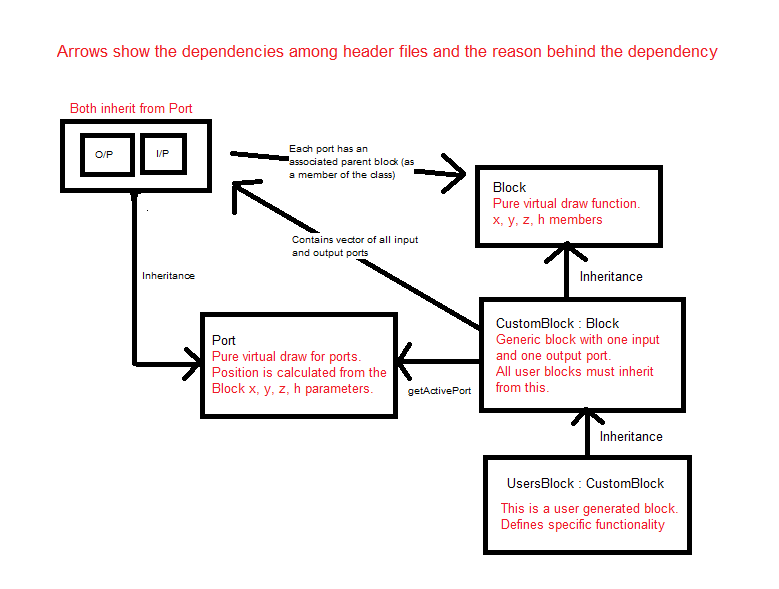 Arrows show the dependencies among header files and the reason behind the dependency
Both inherit from Port
O/P
I/P
Each port has an
associated parent block (as
a member of the class)
Block
Pure virtual draw function.
x, y, z, h members
Contains vector of all input
and output ports
Inheritance
Inheritance
Port
Pure virtual draw for ports.
Position is calculated from the
Block x, y, z, h parameters.
CustomBlock : Block
Generic block with one input
and one output port.
All user blocks must inherit
from this.
getActivePort
Inheritance
UsersBlock : CustomBlock
This is a user generated block.
Defines specific functionality